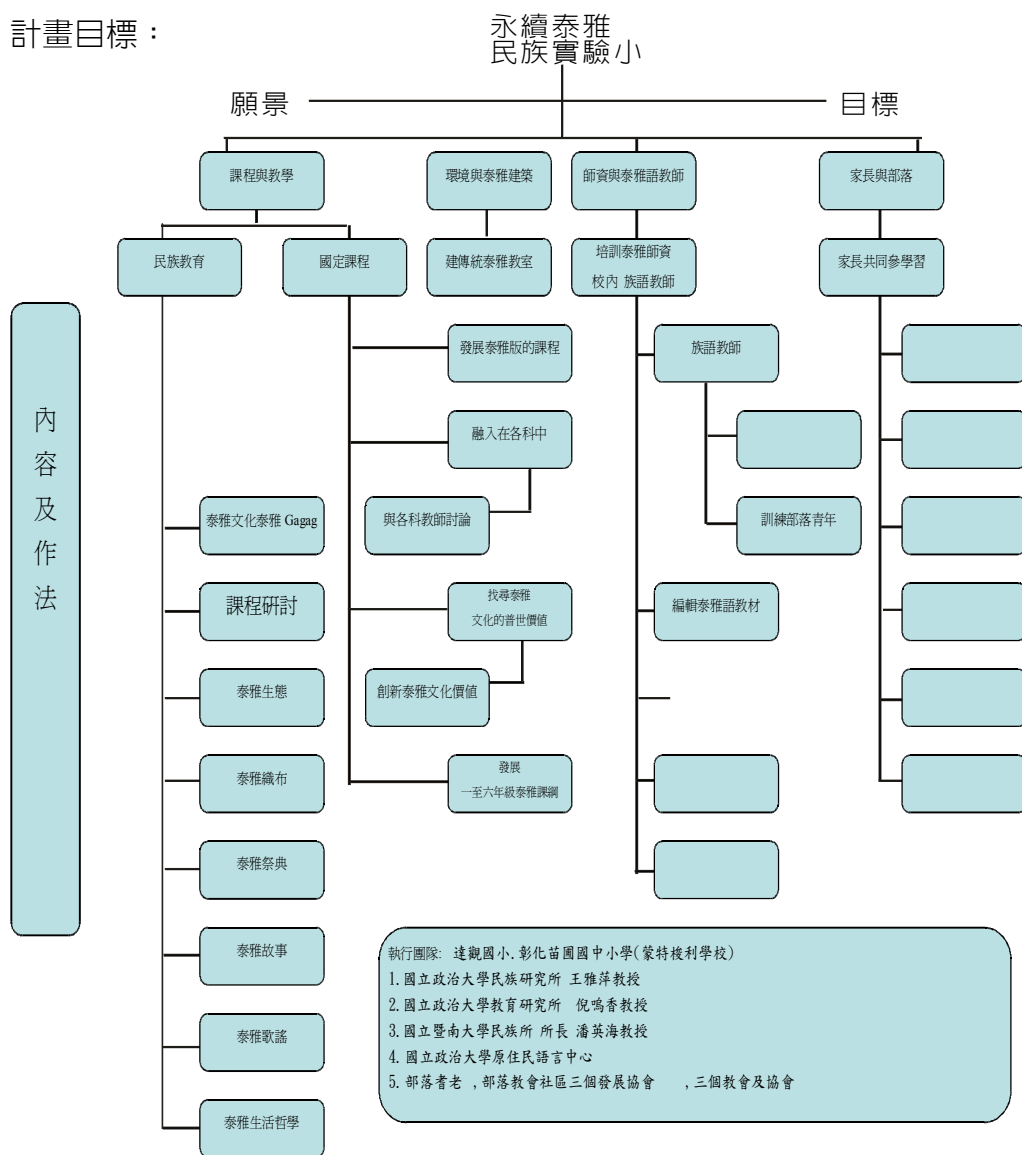 計畫目標：
永續泰雅
民族實驗小
願景
目標
課程與教學
環境與泰雅建築
師資與泰雅語教師
家長與部落
民族教育
國定課程
建傳統泰雅教室
培訓泰雅師資
校內 族語教師
家長共同參學習
內容及作法
發展泰雅版的課程
族語教師
融入在各科中
泰雅文化泰雅 Gagag
與各科教師討論
訓練部落青年
課程研討
找尋泰雅
文化的普世價值
編輯泰雅語教材
泰雅生態
創新泰雅文化價值
泰雅織布
發展
一至六年級泰雅課綱
泰雅祭典
泰雅故事
泰雅歌謠
泰雅生活哲學
執行團隊: 達觀國小.彰化苗圃國中小學(蒙特梭利學校)
1.國立政治大學民族研究所 王雅萍教授
2.國立政治大學教育研究所 倪鳴香教授
3.國立暨南大學民族所 所長 潘英海教授
4.國立政治大學原住民語言中心
5.部落耆老 ,部落教會社區三個發展協會 ,三個教會及協會